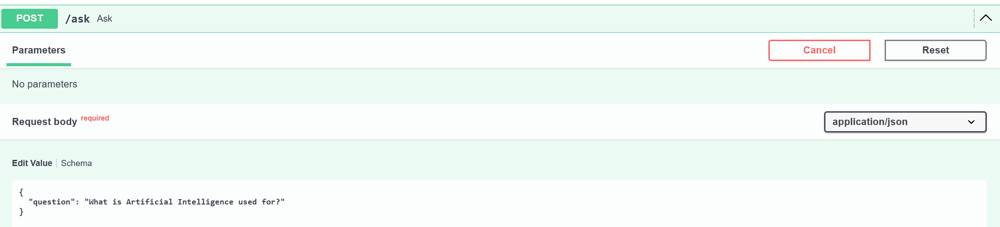 POST /ask Ask
Parameters Cancel Reset
No parameters
Request body required application/json
Edit Value Schema
{
"question": "What is Artificial Intelligence used for?"
}